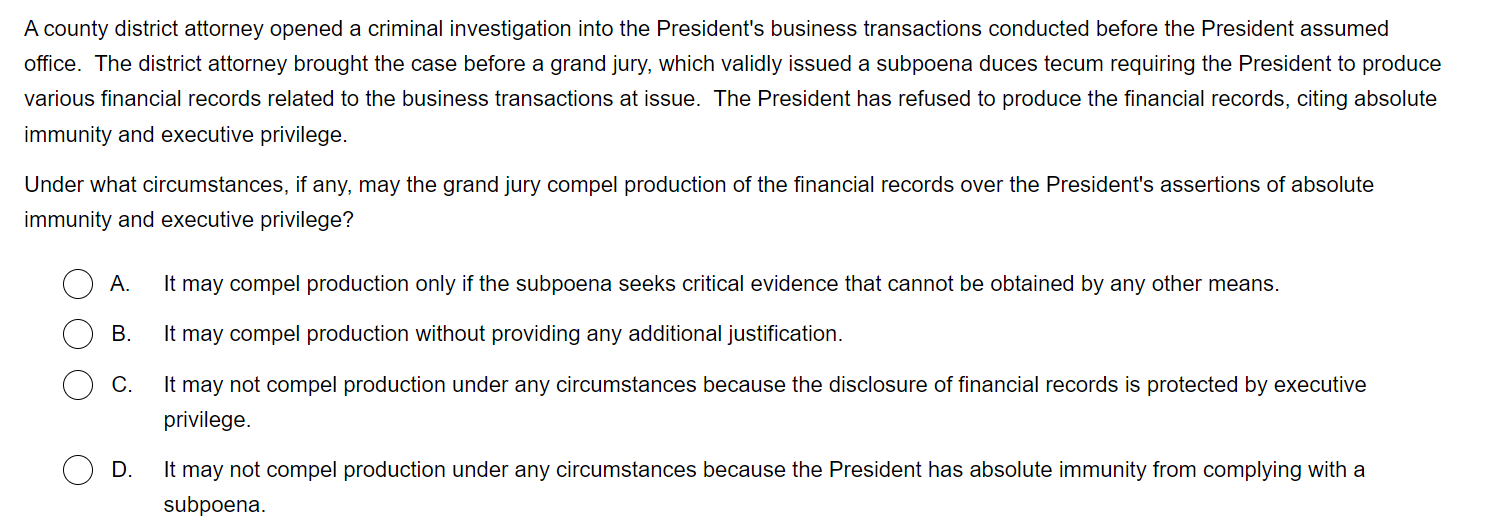 A county district attorney opened a criminal investigation into the President's business transactions conducted before the President assumed
office.  The district attorney brought the case before a grand jury, which validly issued a subpoena duces tecum requiring the President to produce
various financial records related to the business transactions at issue.  The President has refused to produce the financial records, citing absolute
immunity and executive privilege.
Under what circumstances, if any, may the grand jury compel production of the financial records over the President's assertions of absolute
immunity and executive privilege?
A. It may compel production only if the subpoena seeks critical evidence that cannot be obtained by any other means.
B. It may compel production without providing any additional justification.
C. It may not compel production under any circumstances because the disclosure of financial records is protected by executive
privilege.
D. It may not compel production under any circumstances because the President has absolute immunity from complying with a
subpoena.